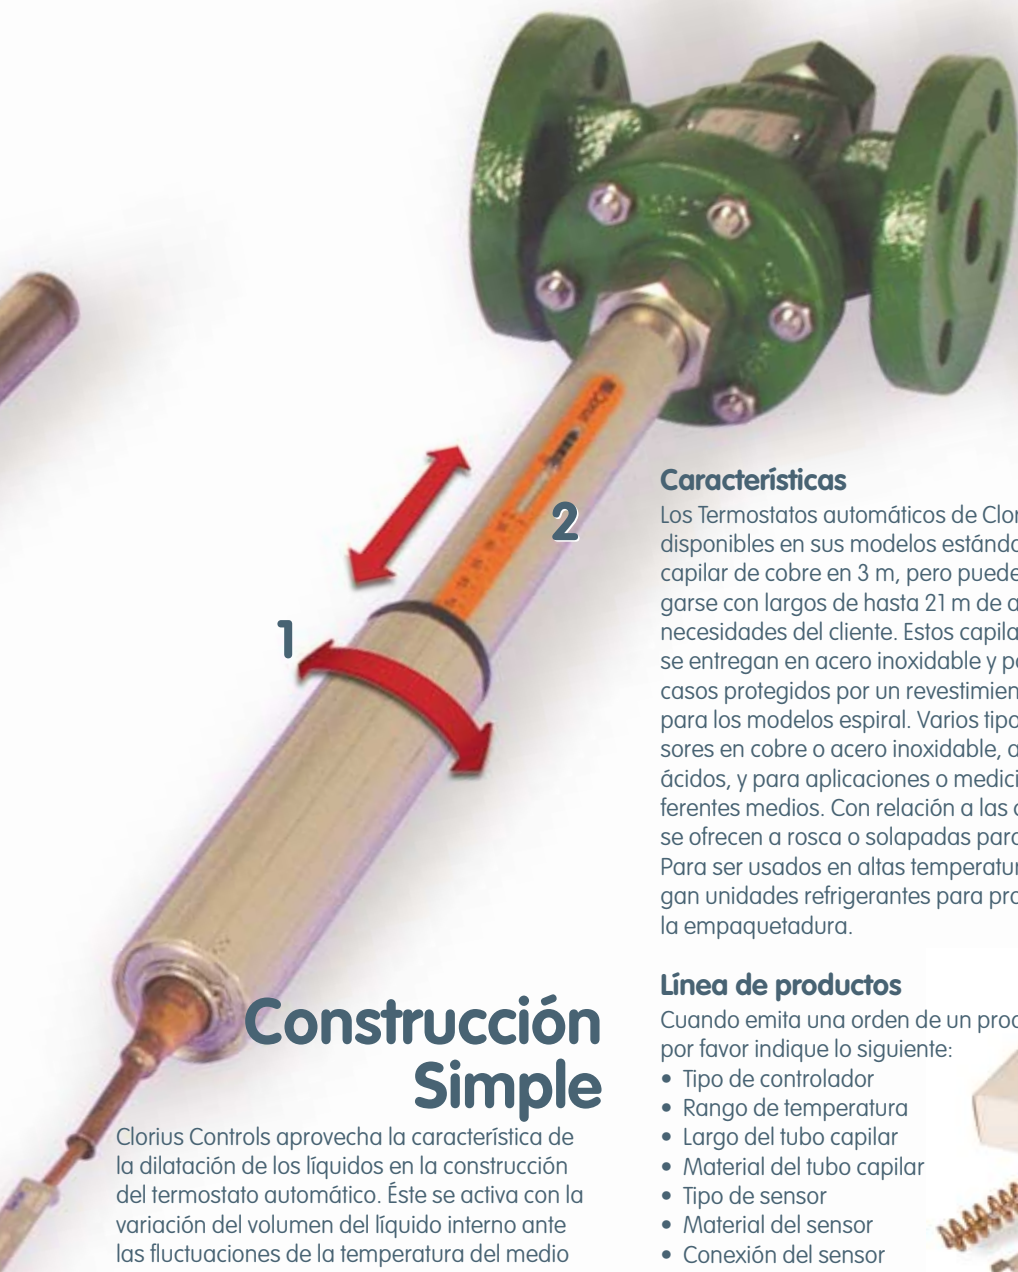 2
1
Características
Los Termostatos automáticos de Clor
disponibles en sus modelos estánda
capilar de cobre en 3 m, pero puede
garse con largos de hasta 21 m de a
necesidades del cliente. Estos capila
se entregan en acero inoxidable y p
casos protegidos por un revestimien
para los modelos espiral. Varios tipo
sores en cobre o acero inoxidable, a
ácidos, y para aplicaciones o medici
ferentes medios. Con relación a las
se ofrecen a rosca o solapadas para
Para ser usados en altas temperatur
gan unidades refrigerantes para pro
la empaquetadura.
Línea de productos
Cuando emita una orden de un prod
por favor indique lo siguiente:
• Tipo de controlador
• Rango de temperatura
• Largo del tubo capilar
• Material del tubo capilar
• Tipo de sensor
• Material del sensor
• Conexión del sensor
Construcción
Simple
Clorius Controls aprovecha la característica de
la dilatación de los líquidos en la construcción
del termostato automático. Éste se activa con la
variación del volumen del líquido interno ante
las fluctuaciones de la temperatura del medio